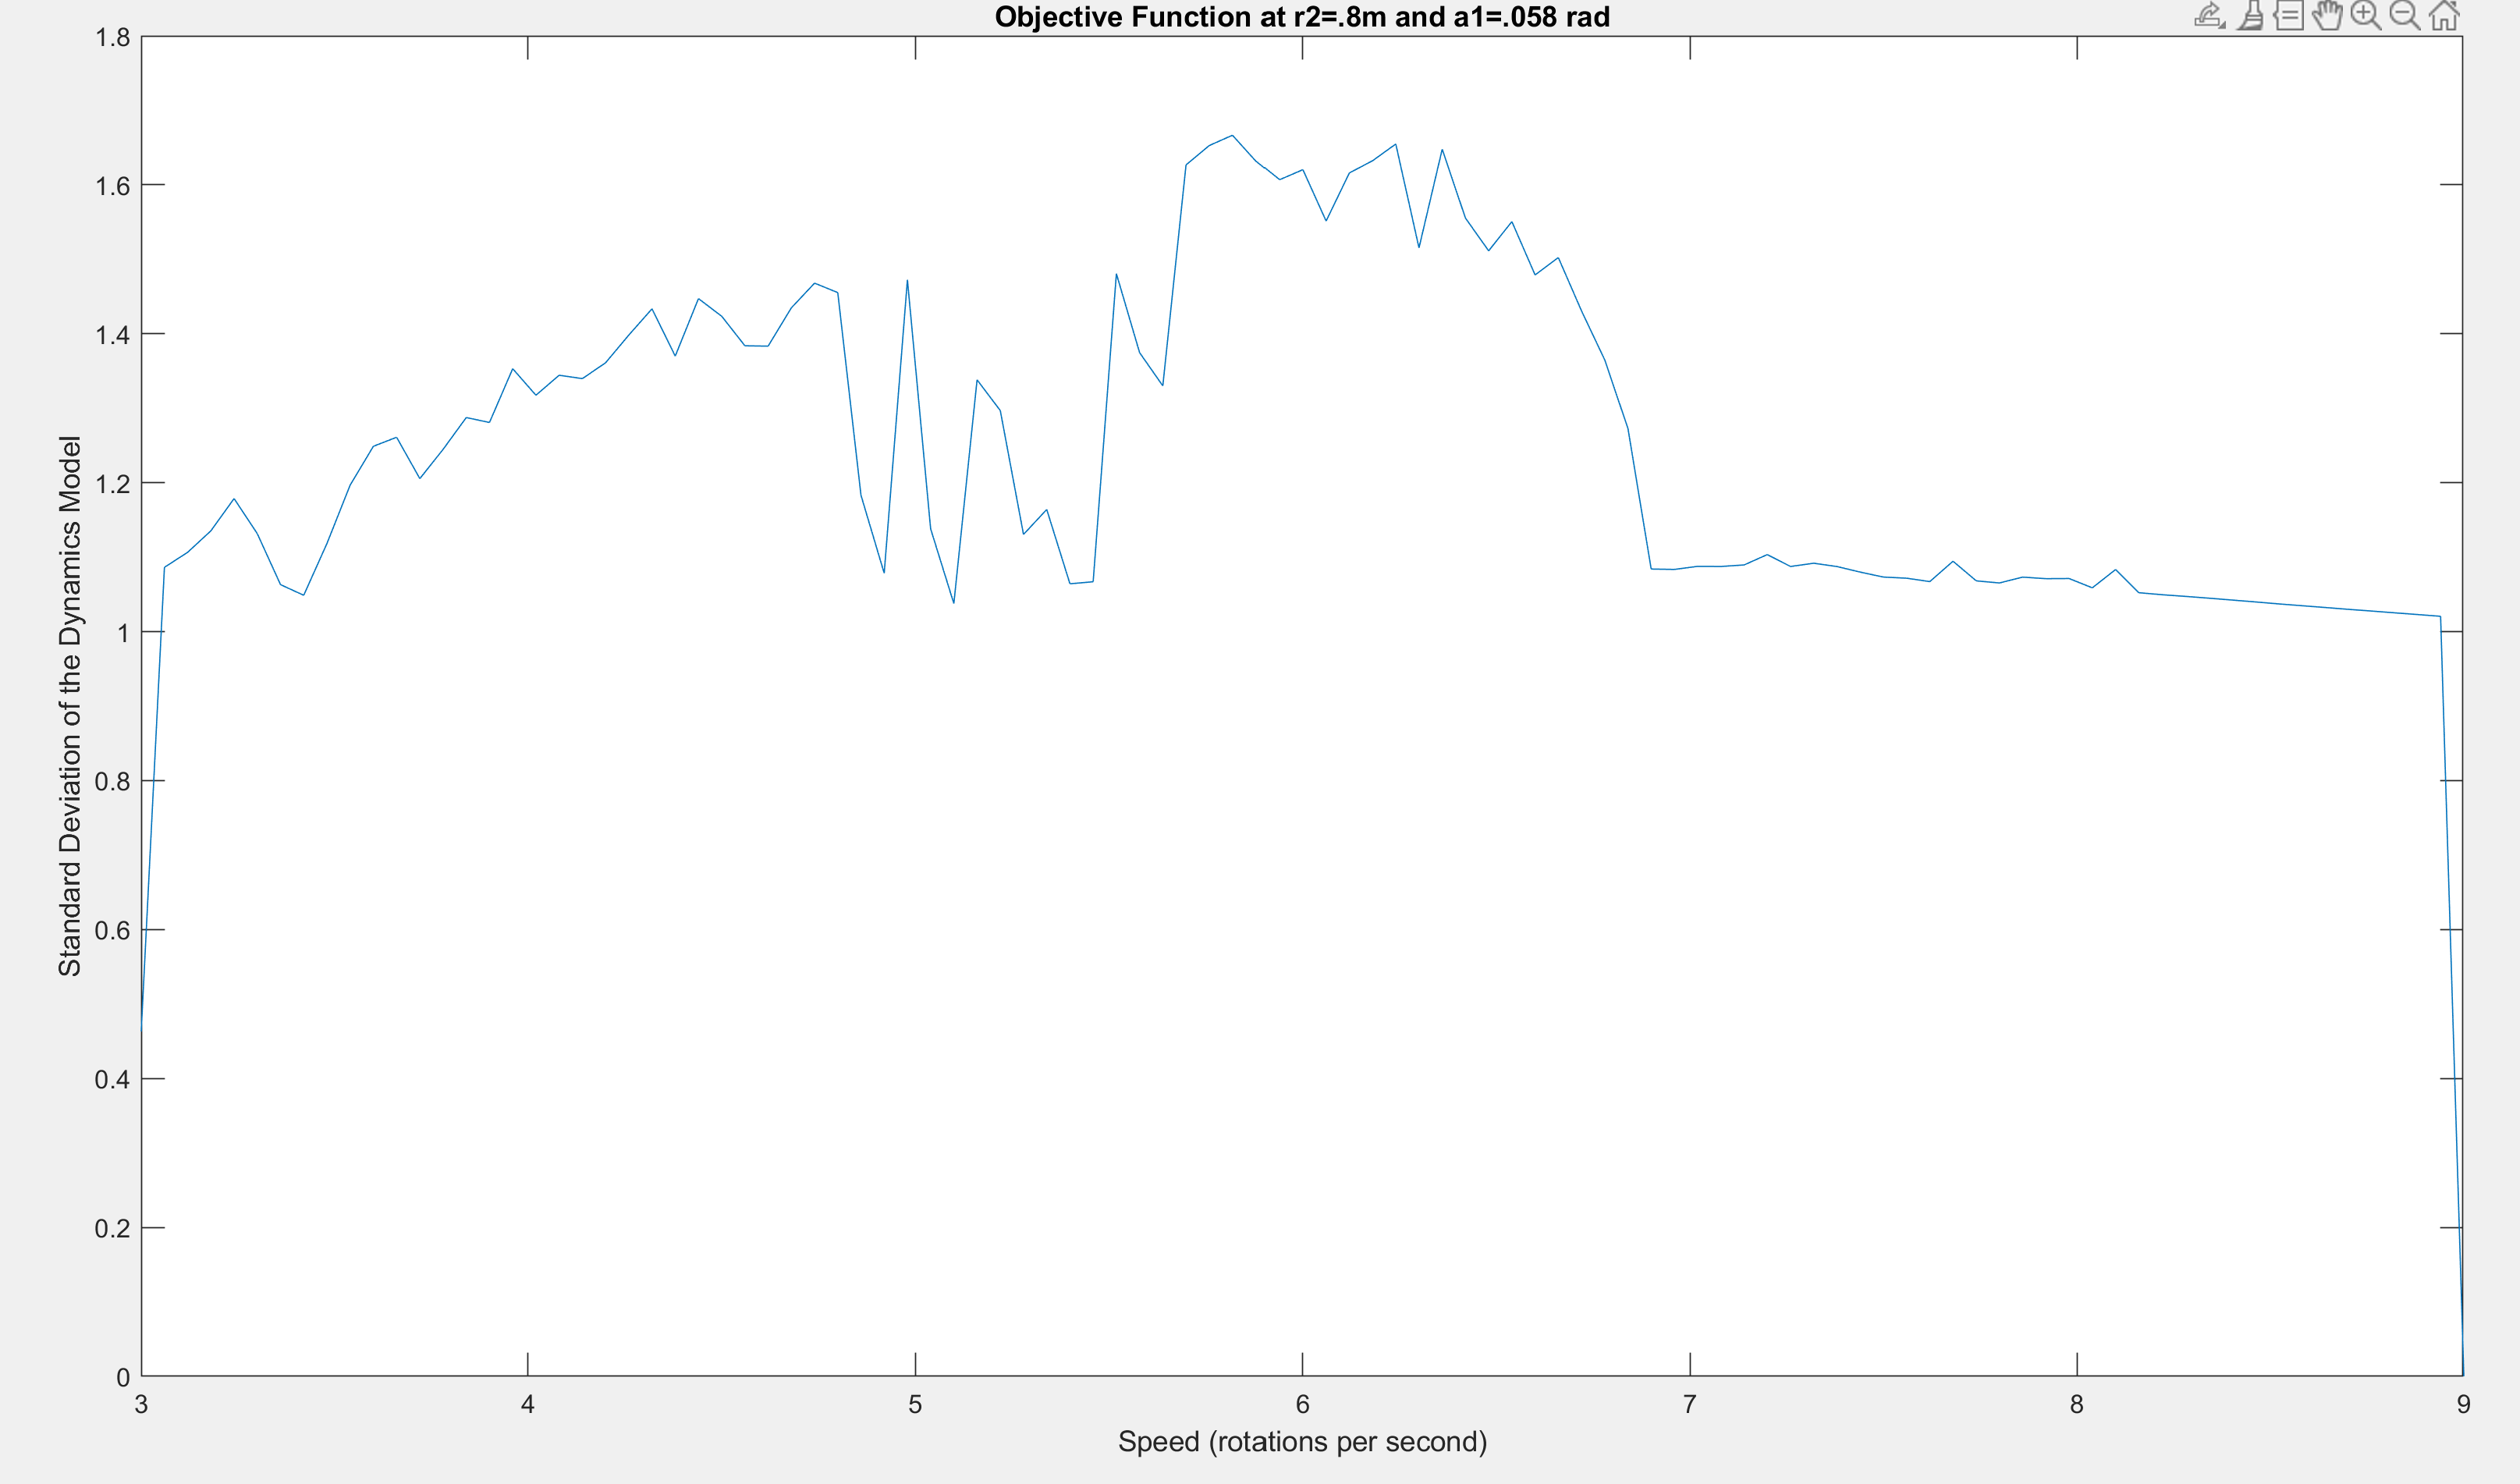 Objective Function at r2=.8m and a1=.058 rad
1.8
1.6
1.4
1.2
1
0.8
0.6
0.4
0.2
0
Standard Deviation of the Dynamics Model
3 4 5 6 7 8 9
Speed (rotations per second)